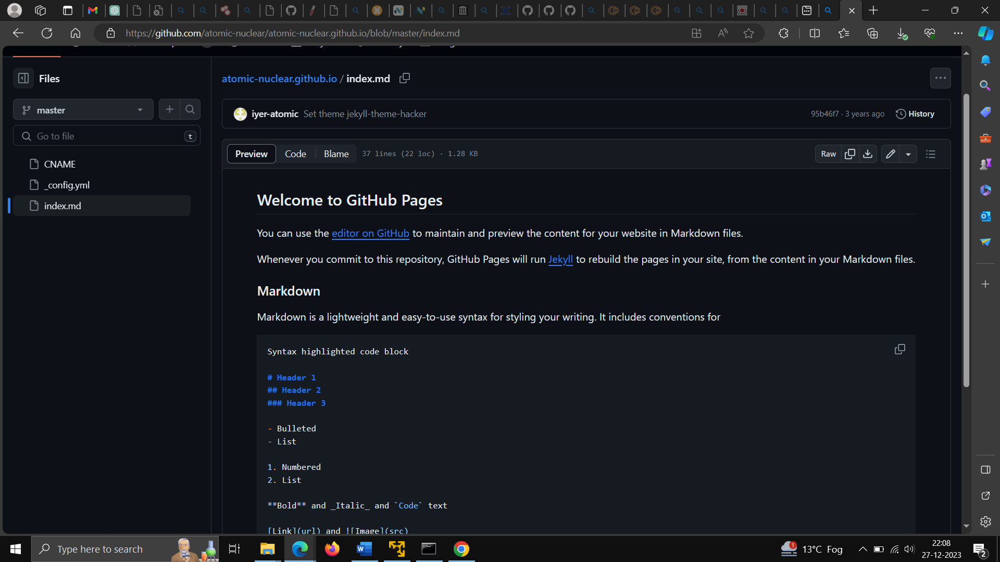 https://github.com/atomic-nuclear/atomic-nuclear.github.io/blob/master/index.md
Files
atomic-nuclear.github.io / index.md
master
iyer-atomic Set theme jekyll-theme-hacker
95b46f7 · 3 years ago
History
Go to file
t
Preview
Code
Blame
37 lines (22 loc) · 1.28 KB
Raw
CNAME
_config.yml
index.md
Welcome to GitHub Pages
You can use the editor on GitHub to maintain and preview the content for your website in Markdown files.
Whenever you commit to this repository, GitHub Pages will run Jekyll to rebuild the pages in your site, from the content in your Markdown files.
Markdown
Markdown is a lightweight and easy-to-use syntax for styling your writing. It includes conventions for
Syntax highlighted code block
# Header 1
## Header 2
### Header 3
- Bulleted
- List
1. Numbered
2. List
**Bold** and _Italic_ and `Code` text
[Link](url) and ![Image](src)
Type here to search
1
13°C Fog
22:08
27-12-2023
2